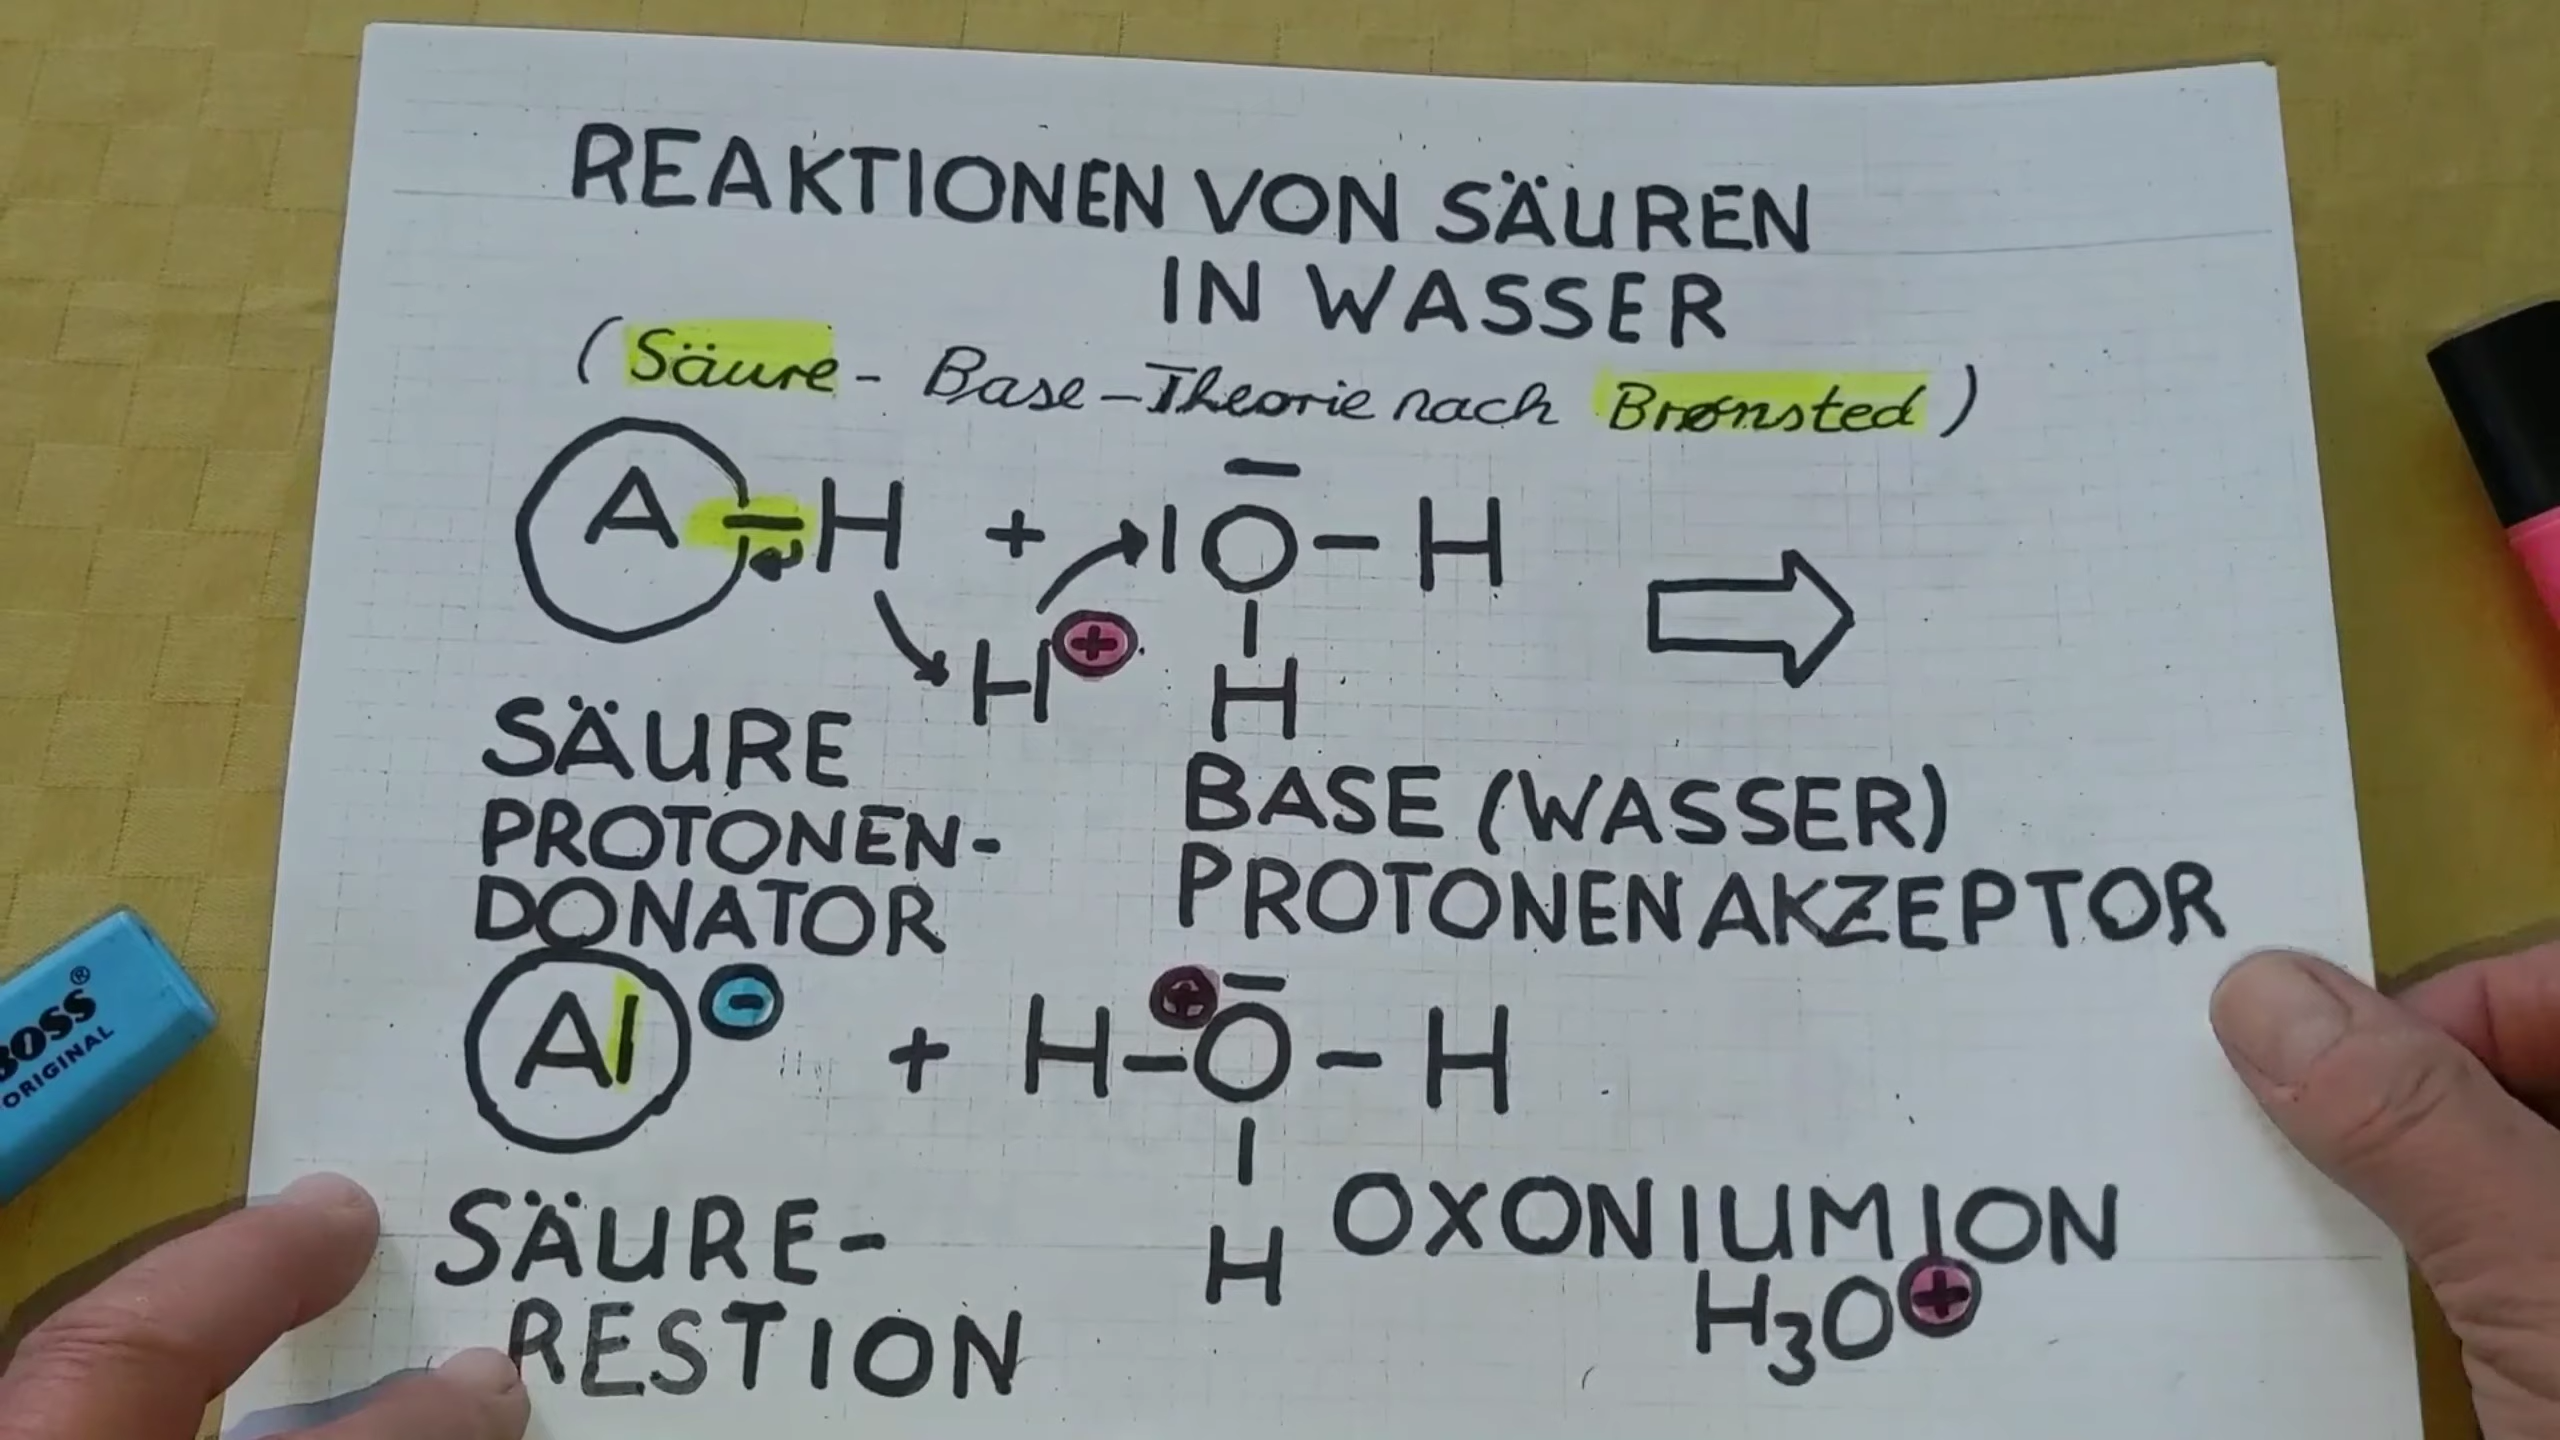 REAKTIONEN VON SÄUREN
IN WASSER
(Säure - Base - Theorie nach Brønsted)
A - H + |O - H
H +
H
SÄURE
PROTONEN-
DONATOR
BASE (WASSER)
PROTONENAKZEPTOR
A| - + H - O - H
+
H
SÄURE-
RESTION
OXONIUMION
H3O+
BOSS®
ORIGINAL